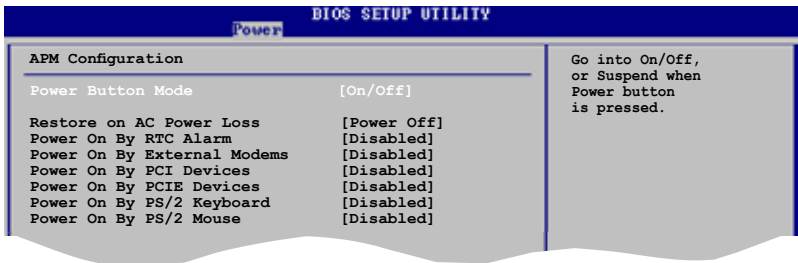 BIOS SETUP UTILITY
Power
APM Configuration
Power Button Mode [On/Off]
Restore on AC Power Loss [Power Off]
Power On By RTC Alarm [Disabled]
Power On By External Modems [Disabled]
Power On By PCI Devices [Disabled]
Power On By PCIE Devices [Disabled]
Power On By PS/2 Keyboard [Disabled]
Power On By PS/2 Mouse [Disabled]
Go into On/Off,
or Suspend when
Power button
is pressed.